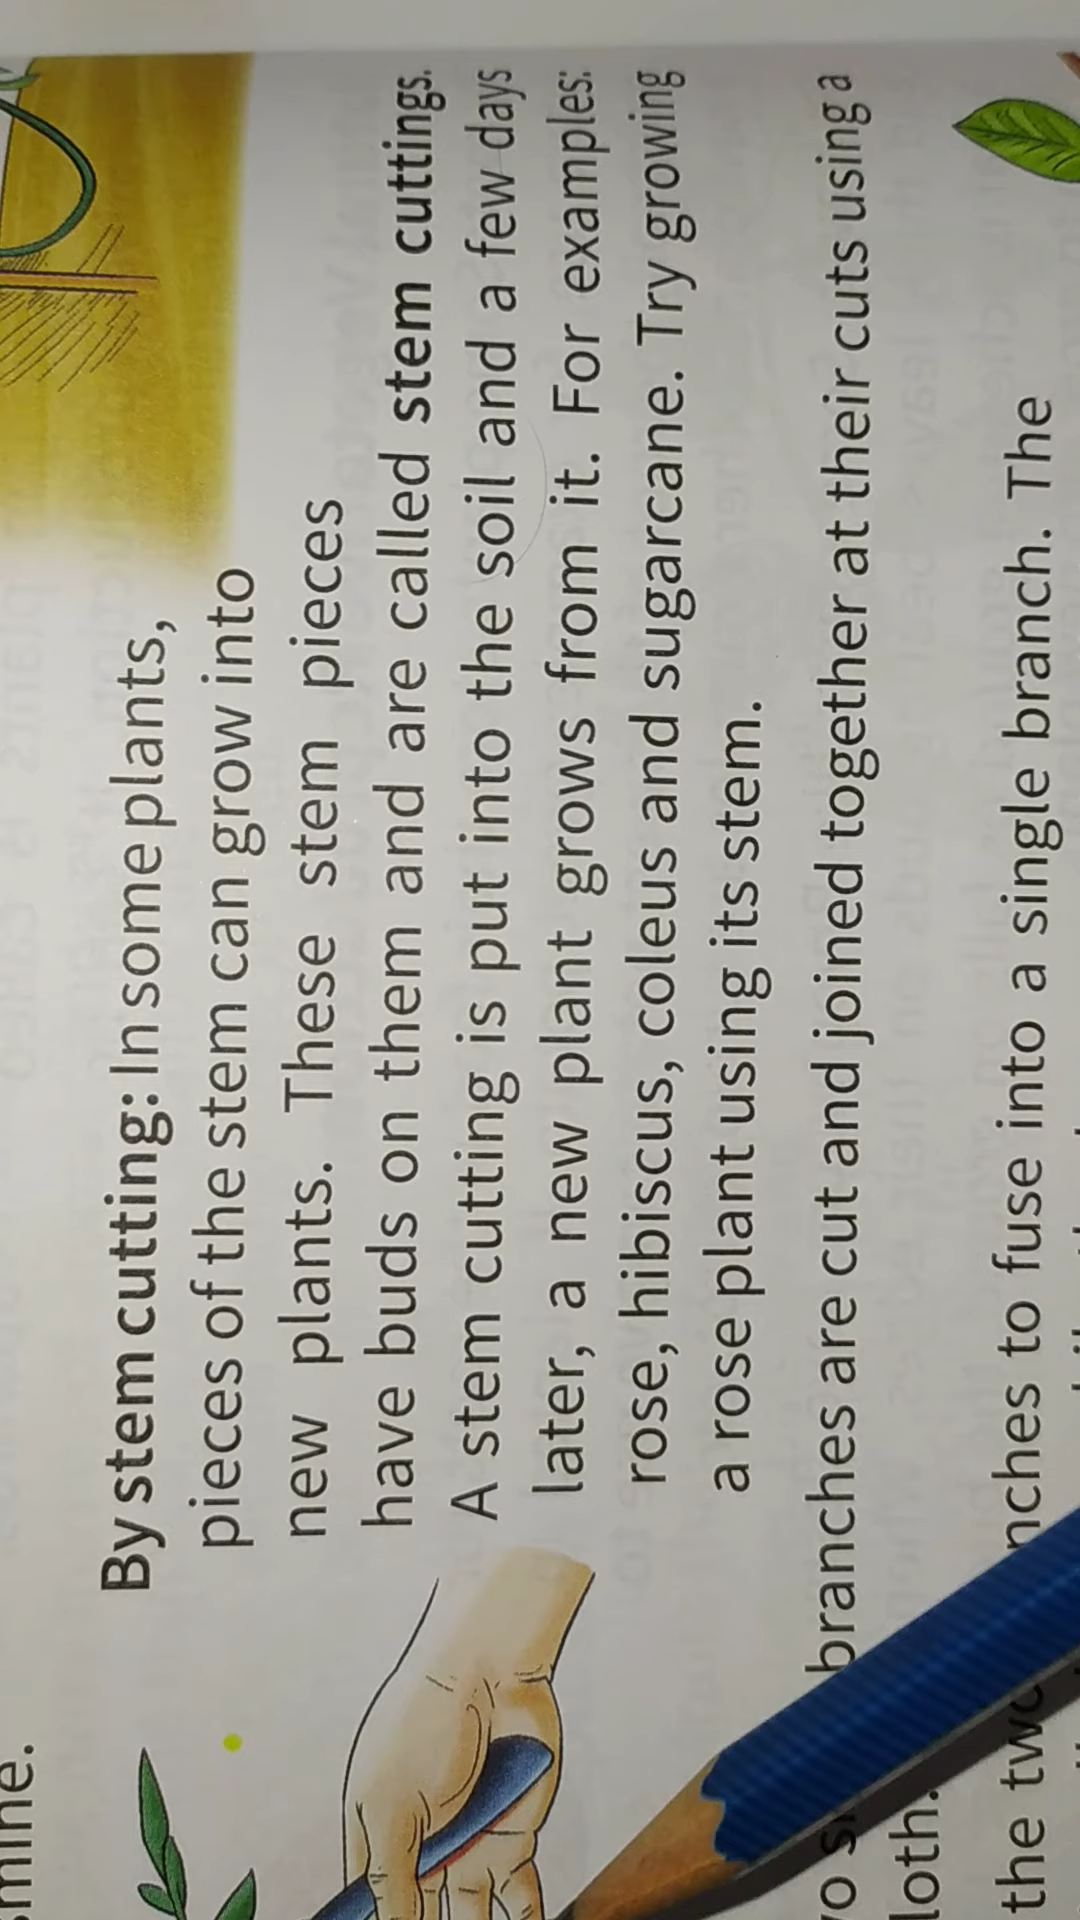 mine.
By stem cutting: In some plants,
pieces of the stem can grow into
new plants. These stem pieces
have buds on them and are called stem cuttings.
A stem cutting is put into the soil and a few days
later, a new plant grows from it. For examples:
rose, hibiscus, coleus and sugarcane. Try growing
a rose plant using its stem.
branches are cut and joined together at their cuts using a
loth.
the two nches to fuse into a single branch. The